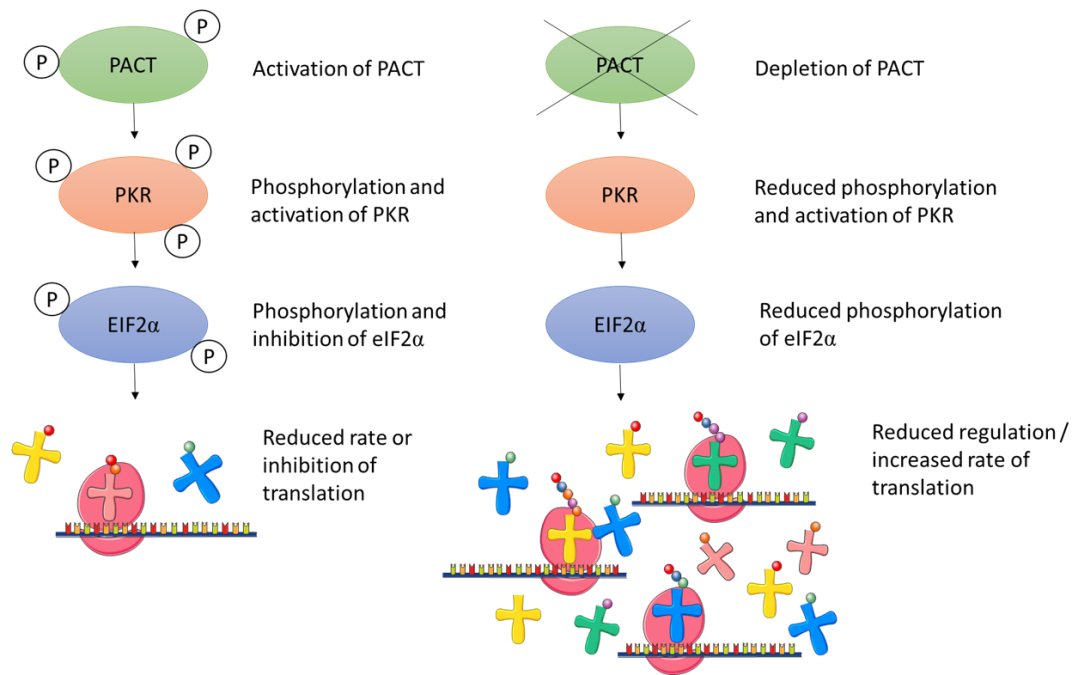 P
P
PACT
Activation of PACT
P
P
PKR
P
Phosphorylation and
activation of PKR
P
EIF2α
P
Phosphorylation and
inhibition of eIF2α
Reduced rate or
inhibition of
translation
PACT
Depletion of PACT
PKR
Reduced phosphorylation
and activation of PKR
EIF2α
Reduced phosphorylation
of eIF2α
Reduced regulation /
increased rate of
translation